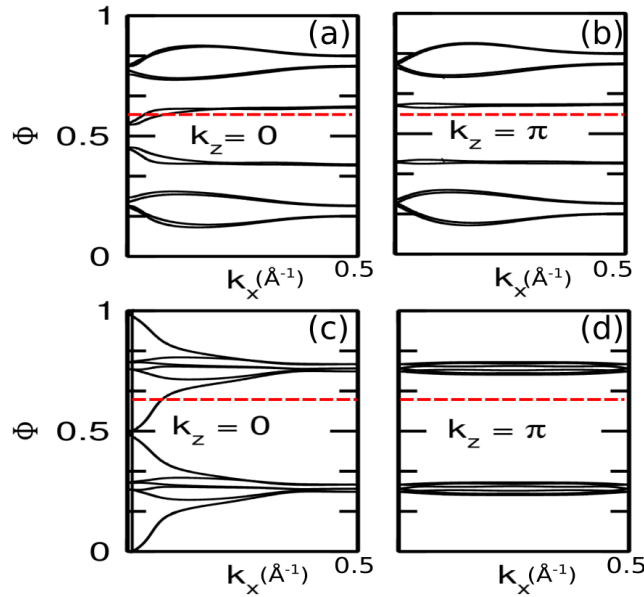 1
(a)
(b)
Φ
0.5
k_z = 0
k_z = π
0
0.5
0.5
k_x (Å⁻¹)
k_x (Å⁻¹)
1
(c)
(d)
Φ
0.5
k_z = 0
k_z = π
0
0.5
0.5
k_x (Å⁻¹)
k_x (Å⁻¹)